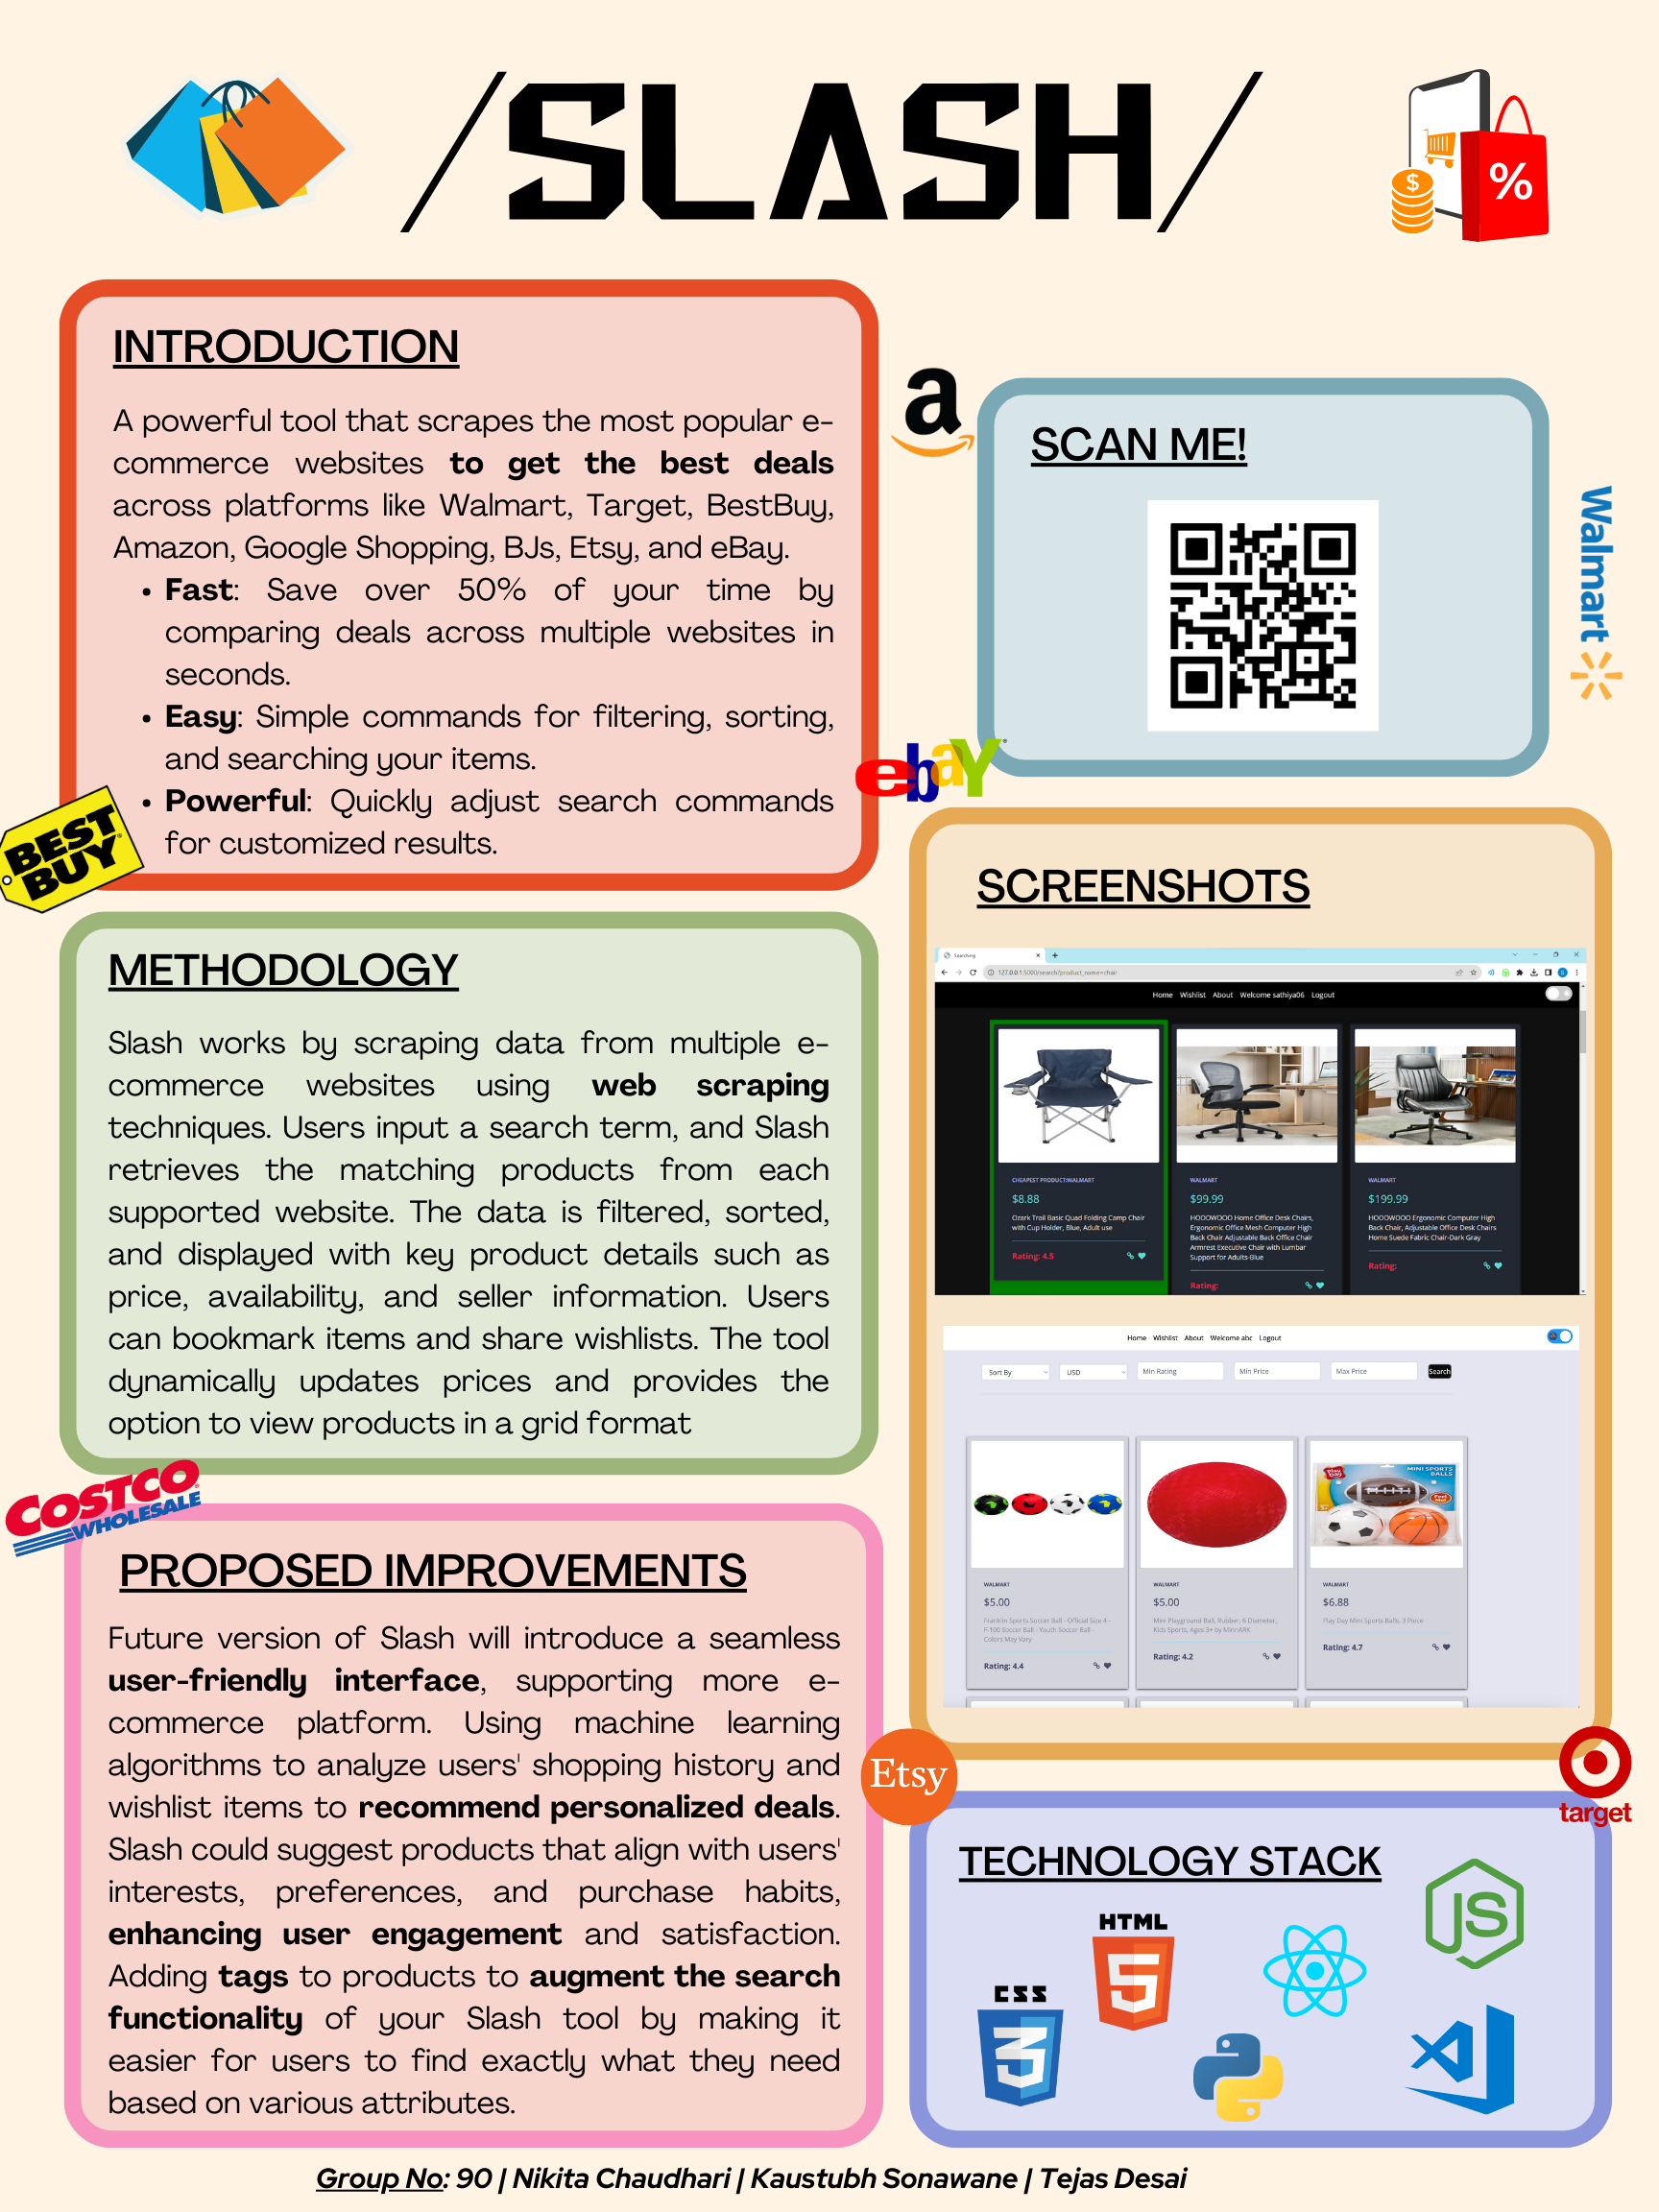 /SLASH/
$
%
INTRODUCTION
A powerful tool that scrapes the most popular e-
commerce websites to get the best deals
across platforms like Walmart, Target, BestBuy,
Amazon, Google Shopping, BJs, Etsy, and eBay.
• Fast: Save over 50% of your time by
comparing deals across multiple websites in
seconds.
• Easy: Simple commands for filtering, sorting,
and searching your items.
• Powerful: Quickly adjust search commands
for customized results.
BEST
BUY
a
SCAN ME!
Walmart
ebaY
METHODOLOGY
Slash works by scraping data from multiple e-
commerce websites using web scraping
techniques. Users input a search term, and Slash
retrieves the matching products from each
supported website. The data is filtered, sorted,
and displayed with key product details such as
price, availability, and seller information. Users
can bookmark items and share wishlists. The tool
dynamically updates prices and provides the
option to view products in a grid format
COSTCO
WHOLESALE
PROPOSED IMPROVEMENTS
Future version of Slash will introduce a seamless
user-friendly interface, supporting more e-
commerce platform. Using machine learning
algorithms to analyze users' shopping history and
wishlist items to recommend personalized deals.
Slash could suggest products that align with users'
interests, preferences, and purchase habits,
enhancing user engagement and satisfaction.
Adding tags to products to augment the search
functionality of your Slash tool by making it
easier for users to find exactly what they need
based on various attributes.
SCREENSHOTS
Searching
127.0.0.1:5000/search?product_name=chair
Home Wishlist About Welcome sathiya06 Logout
CHEAPEST PRODUCT:WALMART
$8.88
Ozark Trail Basic Quad Folding Camp Chair
with Cup Holder, Blue, Adult use
Rating: 4.5
WALMART
$99.99
HOOOWOOO Home Office Desk Chairs,
Ergonomic Office Mesh Computer High
Back Chair Adjustable Back Office Chair
Armrest Executive Chair with Lumbar
Support for Adults-Blue
Rating:
WALMART
$199.99
HOOOWOOO Ergonomic Computer High
Back Chair, Adjustable Office Desk Chairs
Home Suede Fabric Chair-Dark Gray
Rating:
Home Wishlist About Welcome abc Logout
Sort By USD Min Rating Min Price Max Price Search
MINI SPORTS
BALLS
WALMART
$5.00
Franklin Sports Soccer Ball - Official Size 4 -
F-100 Soccer Ball - Youth Soccer Ball -
Colors May Vary
Rating: 4.4
WALMART
$5.00
Mini Playground Ball, Rubber, 6 Diameter,
Kids Sports, Ages 3+ by MinnARK
Rating: 4.2
WALMART
$6.88
Play Day Mini Sports Balls, 3 Piece
Rating: 4.7
Etsy
target
TECHNOLOGY STACK
JS
HTML
5
CSS
3
Group No: 90 | Nikita Chaudhari | Kaustubh Sonawane | Tejas Desai